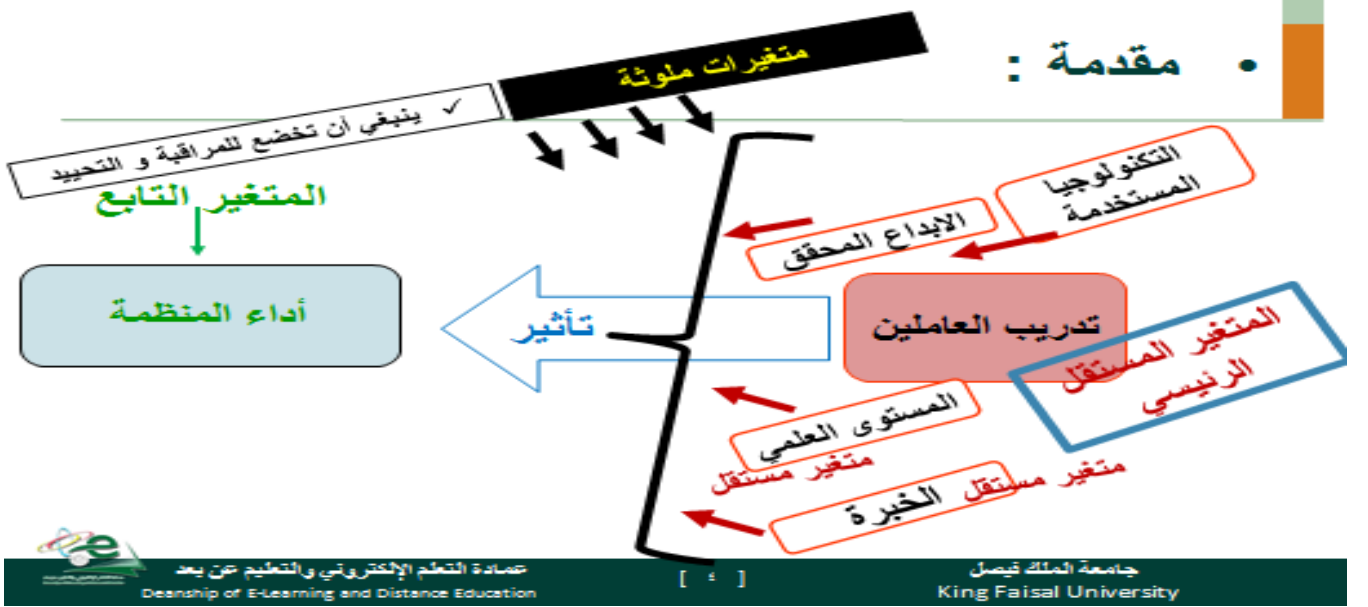 • مقدمة :
متغيرات ملوثة
✓ ينبغي أن تخضع للمراقبة و التحييد
المتغير التابع
التكنولوجيا
المستخدمة
الابداع المحقق
أداء المنظمة
تأثير
تدريب العاملين
المتغير المستقل
الرئيسي
المستوى العلمي
متغير مستقل
الخبرة
متغير مستقل
عمادة التعلم الإلكتروني والتعليم عن بعد
Deanship of E-Learning and Distance Education
[ ٤ ]
جامعة الملك فيصل
King Faisal University